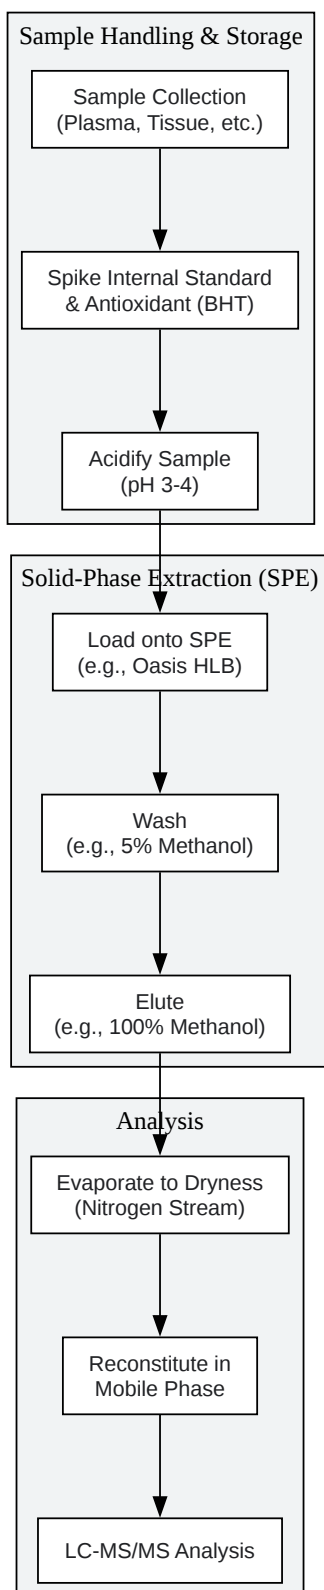 Sample Handling & Storage
Sample Collection
(Plasma, Tissue, etc.)
Spike Internal Standard
& Antioxidant (BHT)
Acidify Sample
(pH 3-4)
Solid-Phase Extraction (SPE)
Load onto SPE
(e.g., Oasis HLB)
Wash
(e.g., 5% Methanol)
Elute
(e.g., 100% Methanol)
Analysis
Evaporate to Dryness
(Nitrogen Stream)
Reconstitute in
Mobile Phase
LC-MS/MS Analysis